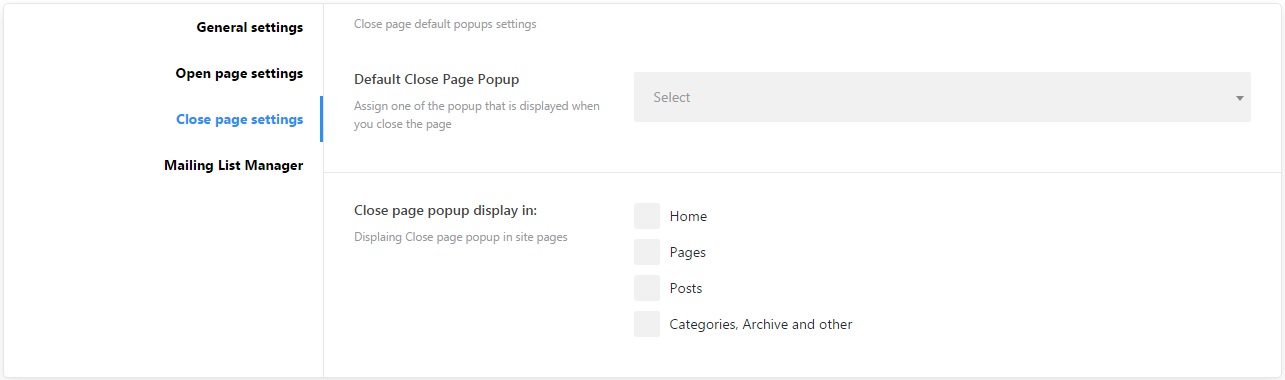 General settings
Open page settings
Close page settings
Mailing List Manager
Close page default popups settings
Default Close Page Popup
Assign one of the popup that is displayed when
you close the page
Select
Close page popup display in:
Displaing Close page popup in site pages
Home
Pages
Posts
Categories, Archive and other